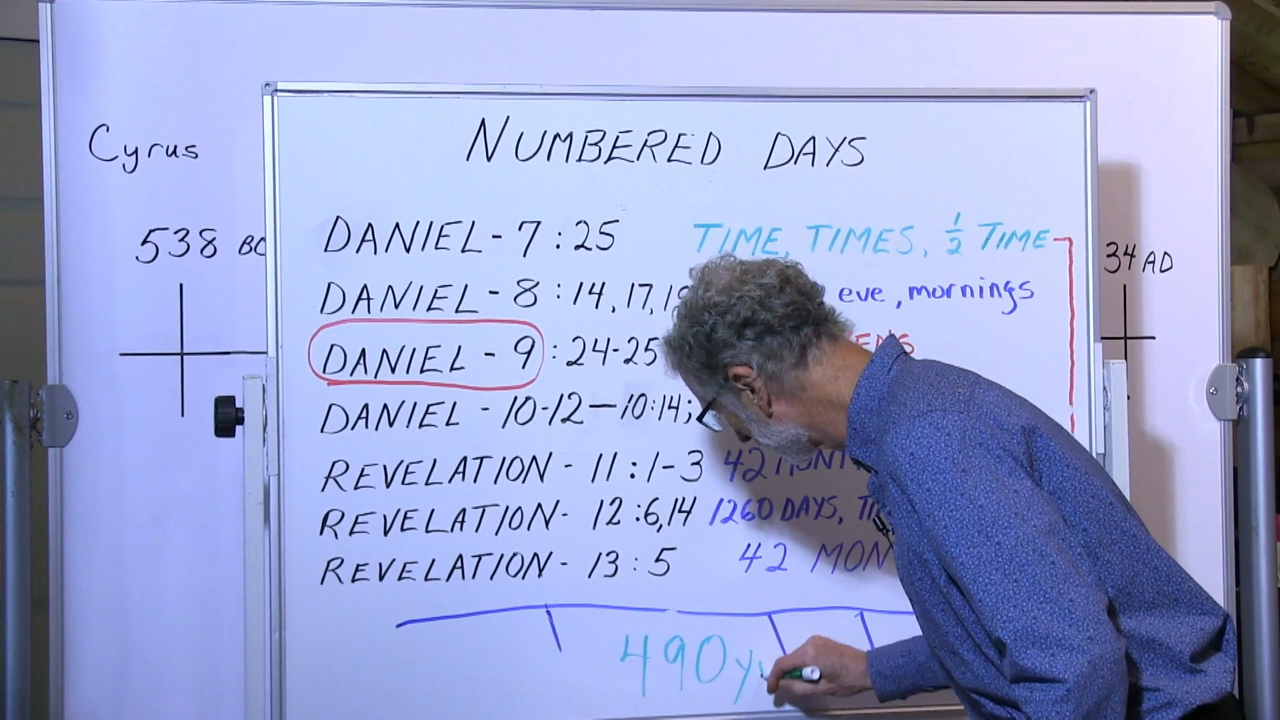 NUMBERED DAYS
Cyrus
538 BC
34 AD
DANIEL - 7 : 25 TIME, TIMES, 1/2 TIME
DANIEL - 8 : 14, 17, eve, mornings
DANIEL - 9 : 24-25
DANIEL - 10-12 — 10:14;
REVELATION - 11 : 1-3 42
REVELATION - 12 : 6,14 1260 DAYS,
REVELATION - 13 : 5 42
490